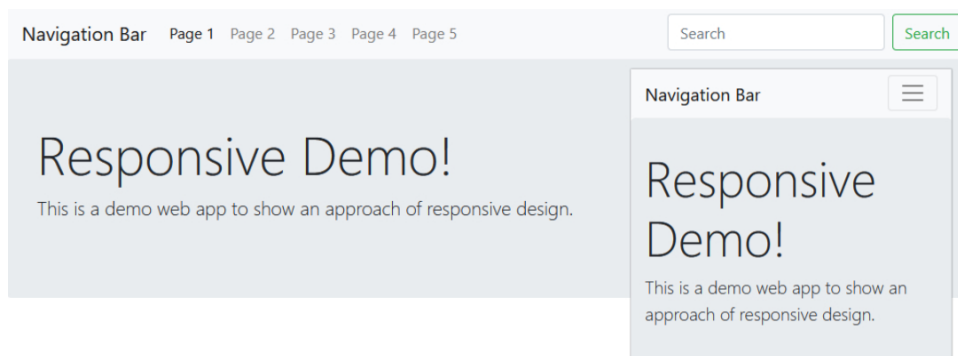 Navigation Bar Page 1 Page 2 Page 3 Page 4 Page 5 Search Search
Responsive Demo!
This is a demo web app to show an approach of responsive design.
Navigation Bar
Responsive
Demo!
This is a demo web app to show an
approach of responsive design.